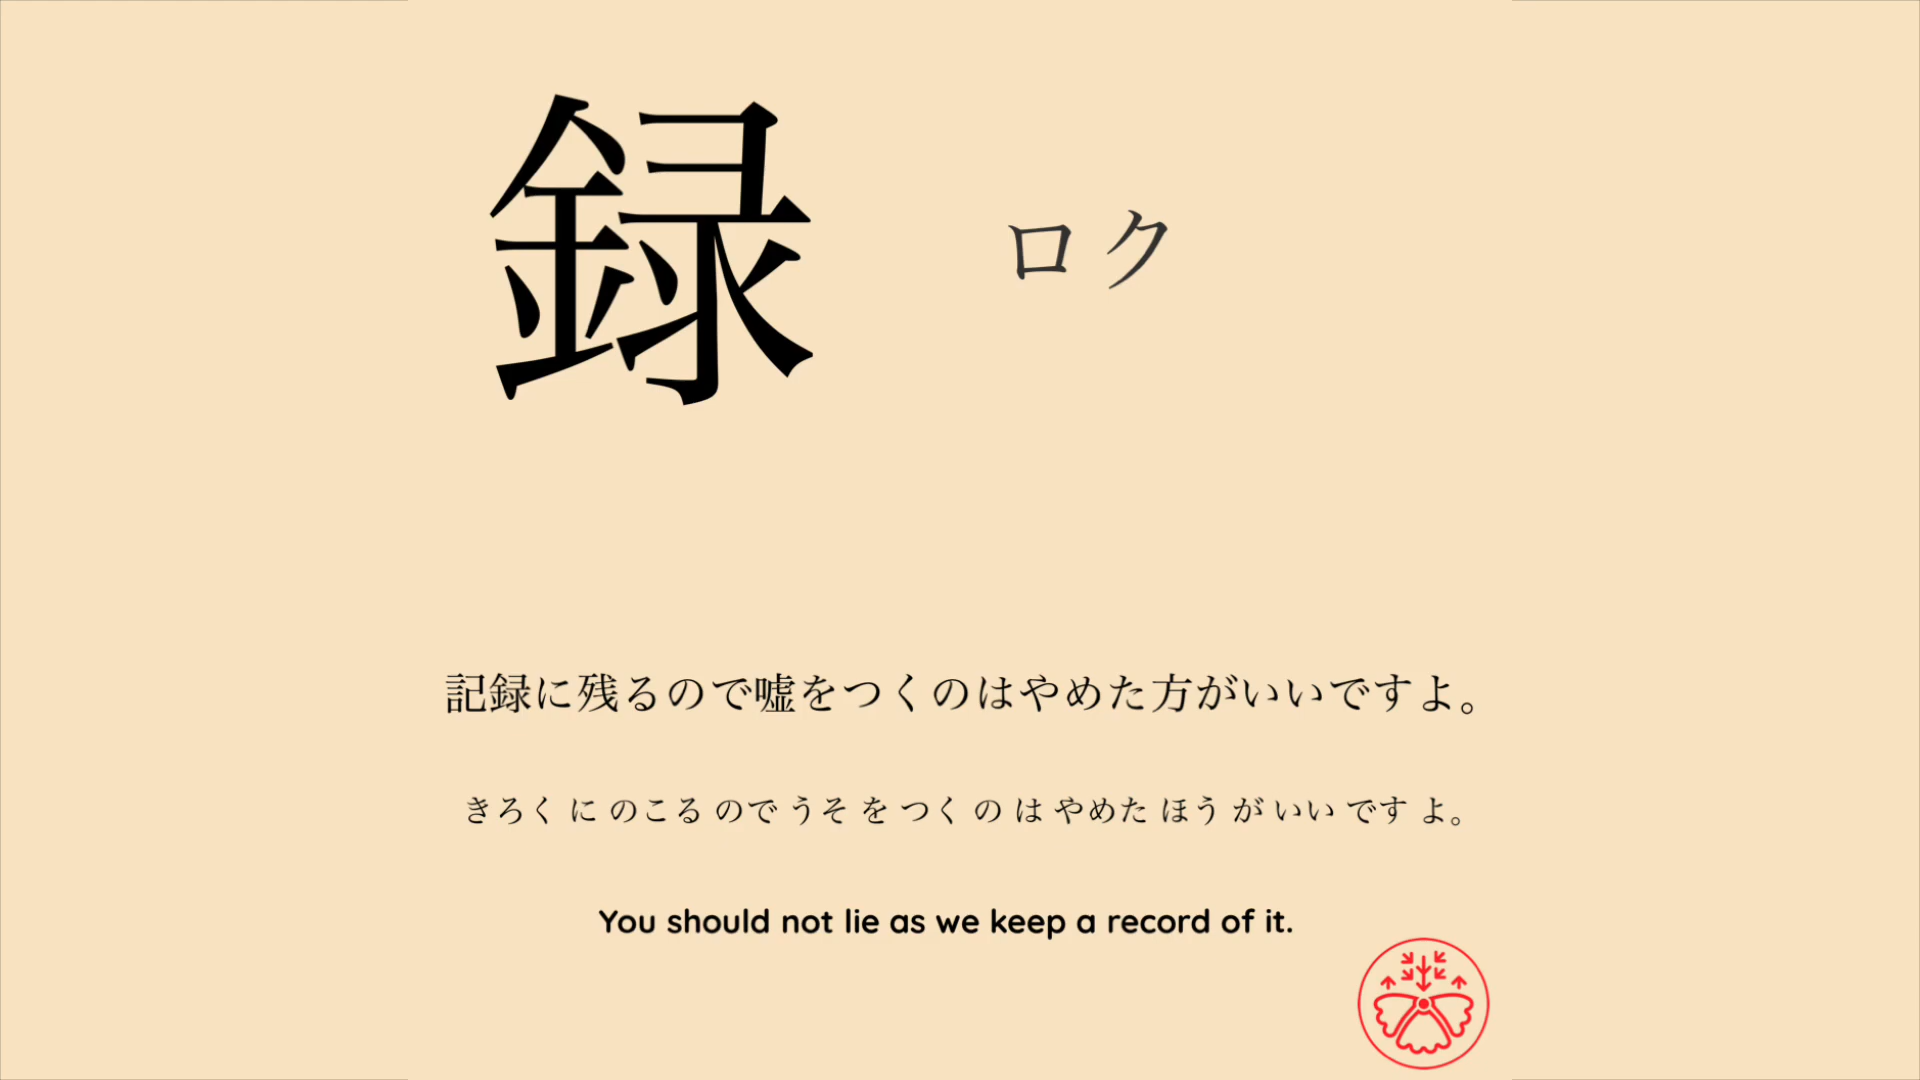 録
ロク
記録に残るので嘘をつくのはやめた方がいいですよ。
きろく に のこる ので うそ を つく の は やめた ほう が いい です よ。
You should not lie as we keep a record of it.